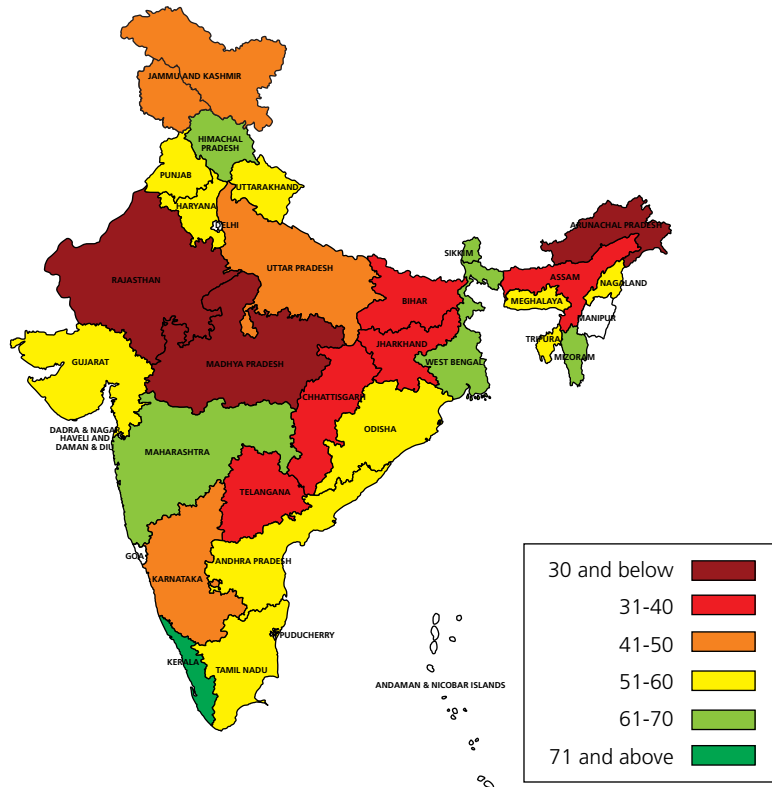 JAMMU AND KASHMIR
HIMACHAL
PRADESH
PUNJAB
UTTARAKHAND
HARYANA
DELHI
ARUNACHAL PRADESH
SIKKIM
RAJASTHAN
UTTAR PRADESH
ASSAM
NAGALAND
BIHAR
MEGHALAYA
MANIPUR
TRIPURA
JHARKHAND
MIZORAM
GUJARAT
MADHYA PRADESH
WEST BENGAL
CHHATTISGARH
DADRA & NAGAR
HAVELI AND
DAMAN & DIU
ODISHA
MAHARASHTRA
TELANGANA
GOA
ANDHRA PRADESH
KARNATAKA
PUDUCHERRY
KERALA
TAMIL NADU
ANDAMAN & NICOBAR ISLANDS
30 and below
31-40
41-50
51-60
61-70
71 and above